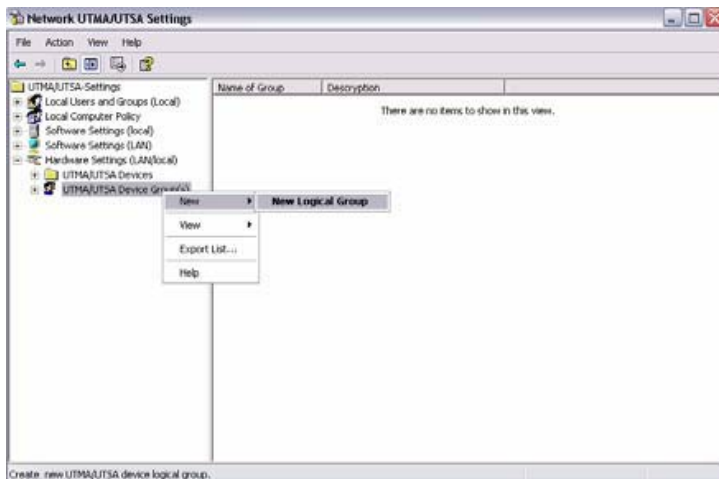 Network UTMA/UTSA Settings
File Action View Help
UTMA/UTSA-Settings
Local Users and Groups (Local)
Local Computer Policy
Software Settings (local)
Software Settings (LAN)
Hardware Settings (LAN/local)
UTMA/UTSA Devices
UTMA/UTSA Device Group(s)
Name of Group Description
There are no items to show in this view.
New
New Logical Group
View
Export List...
Help
Create new UTMA/UTSA device logical group.